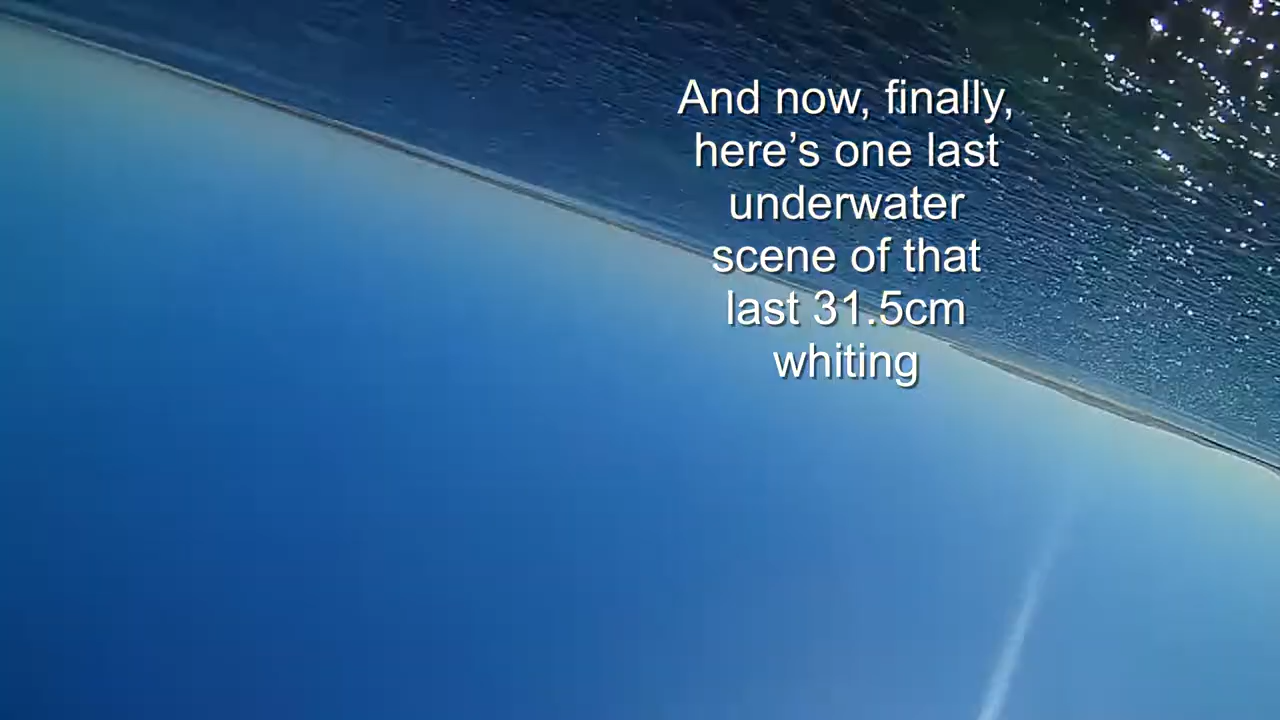 And now, finally,
here’s one last
underwater
scene of that
last 31.5cm
whiting